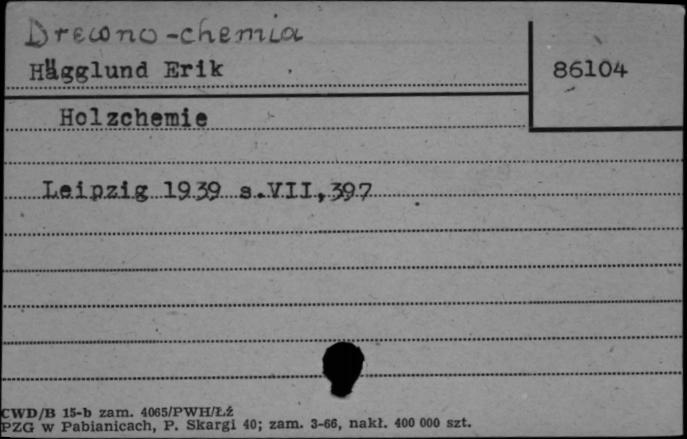 Drewno-chemia
Hägglund Erik
86104
Holzchemie
Leipzig 1939 s.VII,397
CWD/B 15-b zam. 4065/PWH/Łż
PZG w Pabianicach, P. Skargi 40; zam. 3-66, nakł. 400 000 szt.